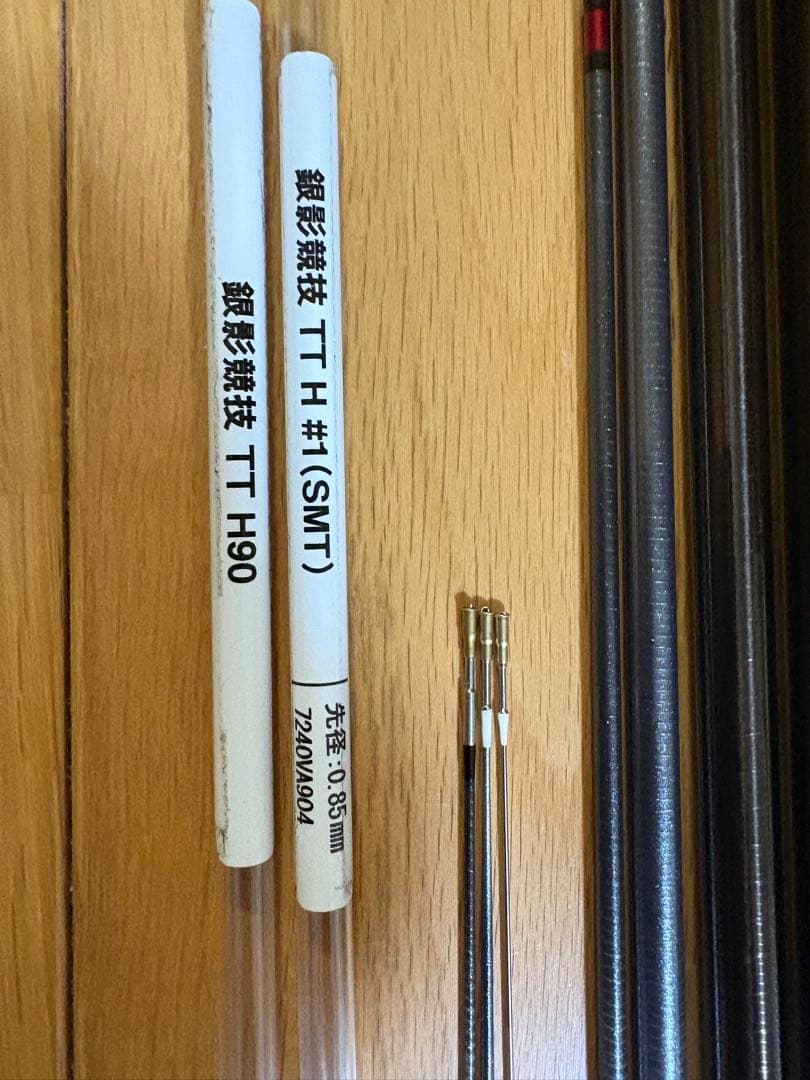 銀影競技 TT H90
銀影競技 TT H #1(SMT)
先径:0.85mm
7240VA904